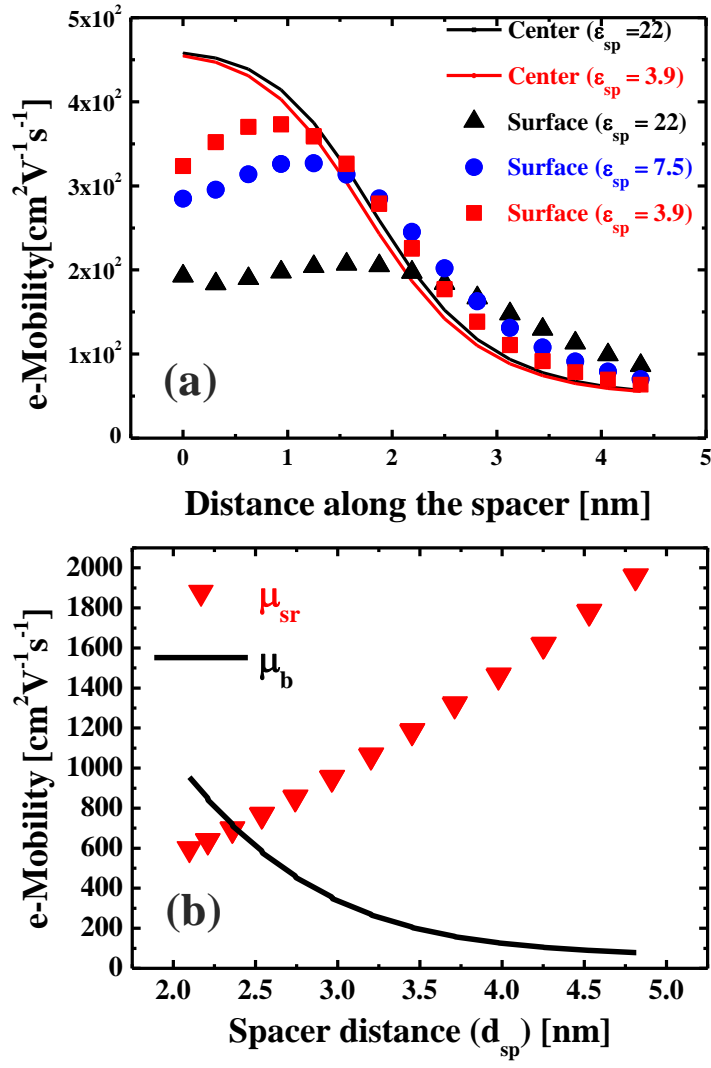 5x10²
4x10²
3x10²
2x10²
1x10²
0
e-Mobility[cm²V⁻¹s⁻¹]
Center (εsp =22)
Center (εsp = 3.9)
Surface (εsp = 22)
Surface (εsp = 7.5)
Surface (εsp = 3.9)
(a)
0 1 2 3 4 5
Distance along the spacer [nm]
2000
1800
1600
1400
1200
1000
800
600
400
200
0
e-Mobility [cm²V⁻¹s⁻¹]
μsr
μb
(b)
2.0 2.5 3.0 3.5 4.0 4.5 5.0
Spacer distance (dsp) [nm]